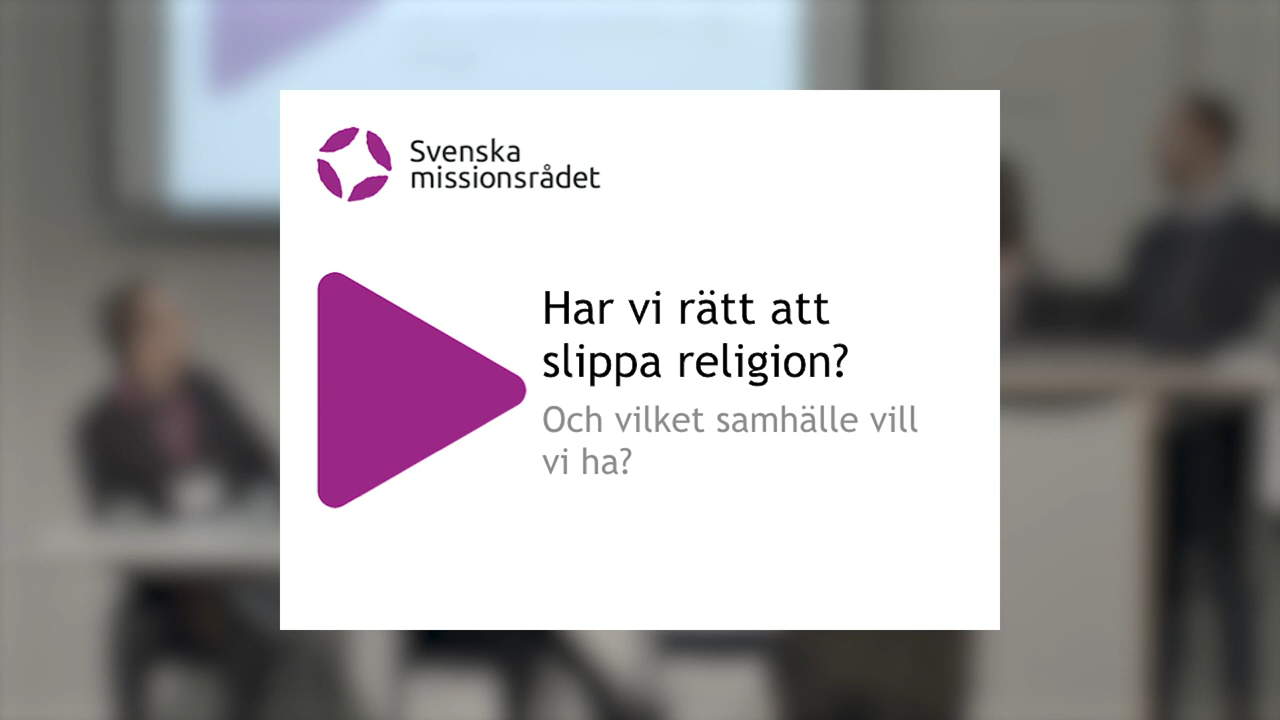 Svenska
missionsrådet
Har vi rätt att
slippa religion?
Och vilket samhälle vill
vi ha?